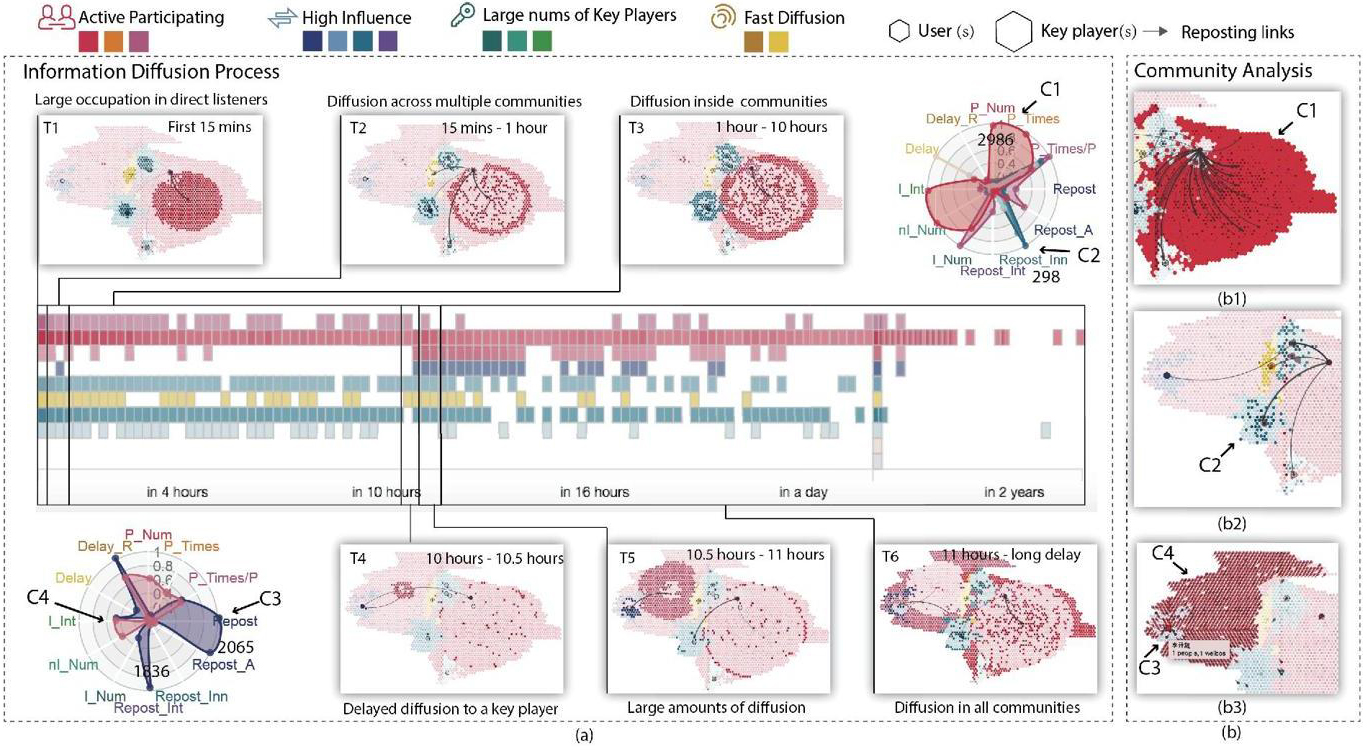 Active Participating
High Influence
Large nums of Key Players
Fast Diffusion
User (s)
Key player(s)
Reposting links
Information Diffusion Process
Large occupation in direct listeners
Diffusion across multiple communities
Diffusion inside communities
T1 First 15 mins
T2 15 mins - 1 hour
T3 1 hour - 10 hours
C1
P_Num
Delay_R
P_Times
2986
0.4
Delay
P_Times/P
I_Int
Repost
nI_Num
Repost_A
C2
I_Num
Repost_Inn
Repost_Int
298
in 4 hours
in 10 hours
in 16 hours
in a day
in 2 years
P_Num
Delay_R
1
P_Times
0.8
0.6
Delay
P_Times/P
C4
C3
I_Int
Repost
2065
nI_Num
Repost_A
1836
I_Num
Repost_Inn
Repost_Int
T4 10 hours - 10.5 hours
T5 10.5 hours - 11 hours
T6 11 hours - long delay
Delayed diffusion to a key player
Large amounts of diffusion
Diffusion in all communities
(a)
Community Analysis
C1
(b1)
C2
(b2)
C4
C3
(b3)
(b)